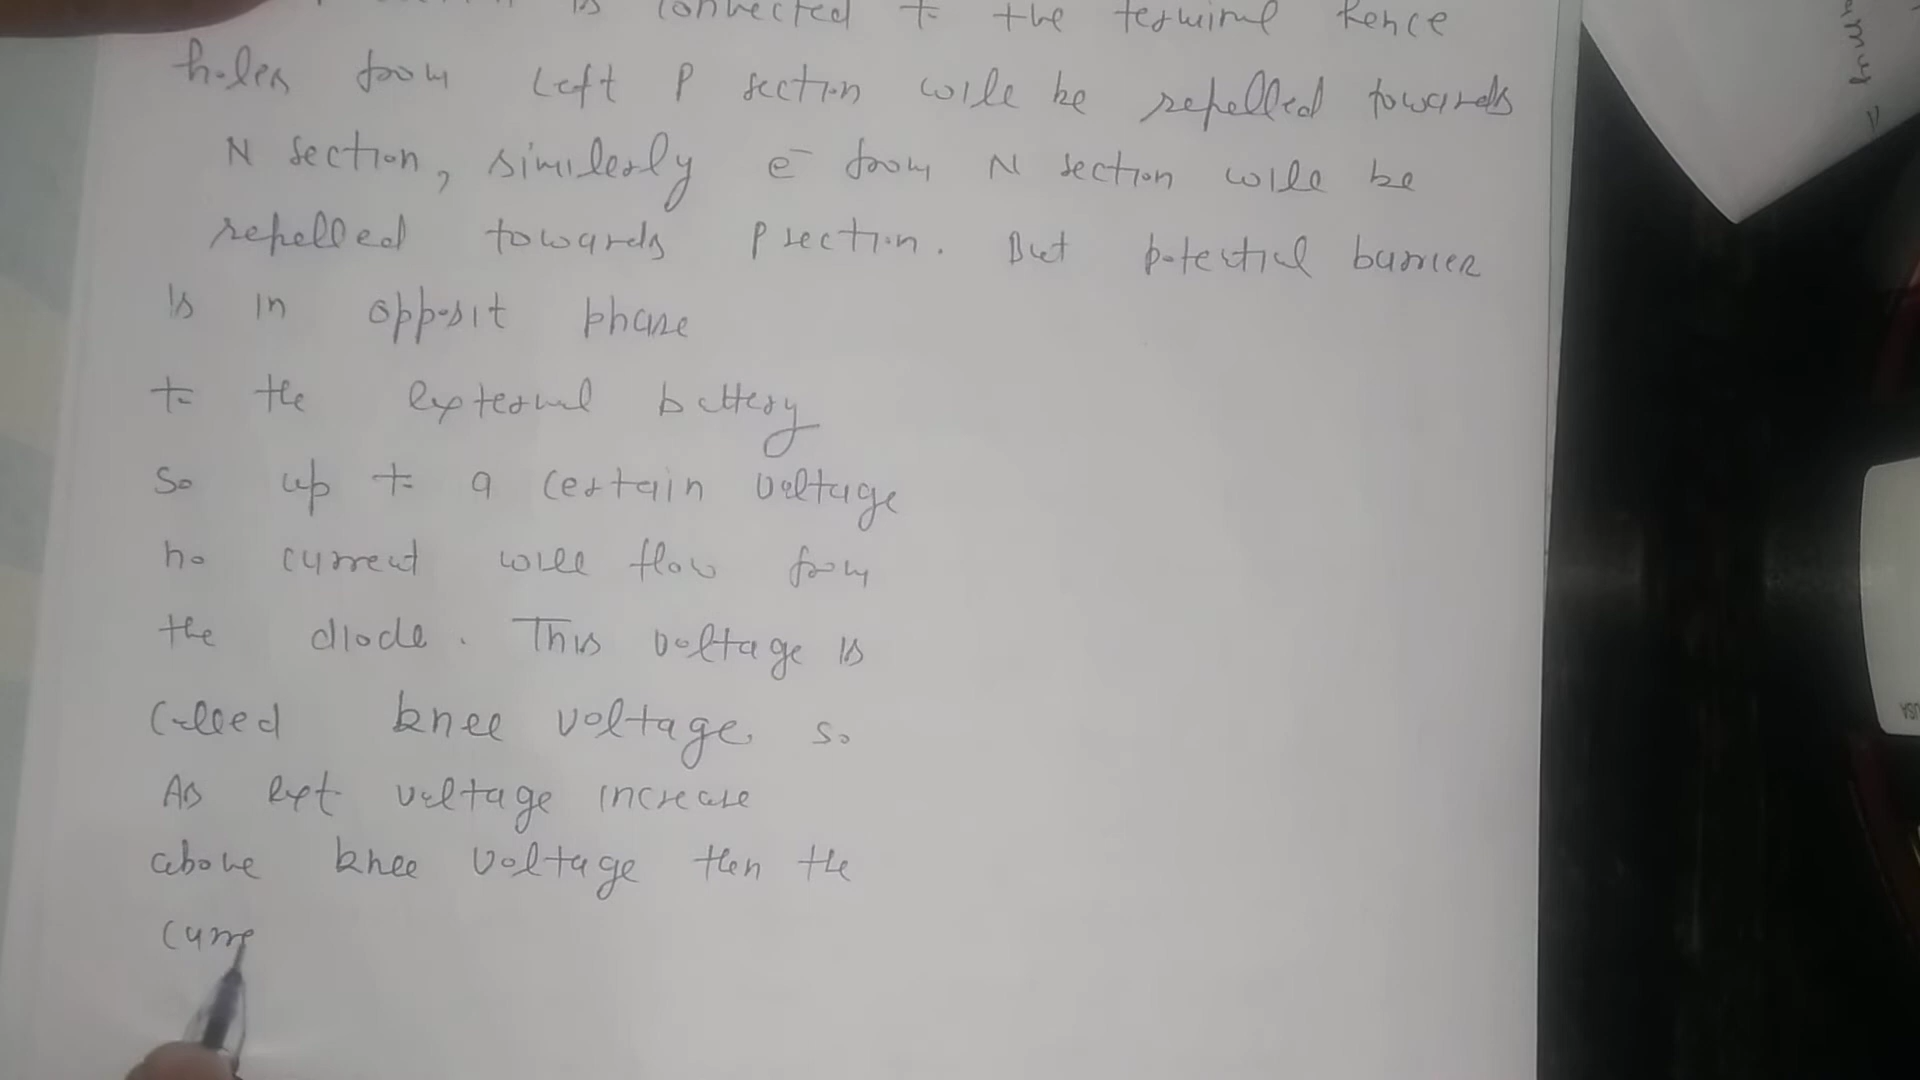 is connected to the terminal hence
holes from left P section will be repelled towards
N section, similarly e⁻ from N section will be
repelled towards P section. But potential barrier
is in opposit phase
to the external battery
so up to a certain voltage
no current will flow from
the diode. This voltage is
called knee voltage. so
As ext voltage increase
above knee voltage then the
curre
USA